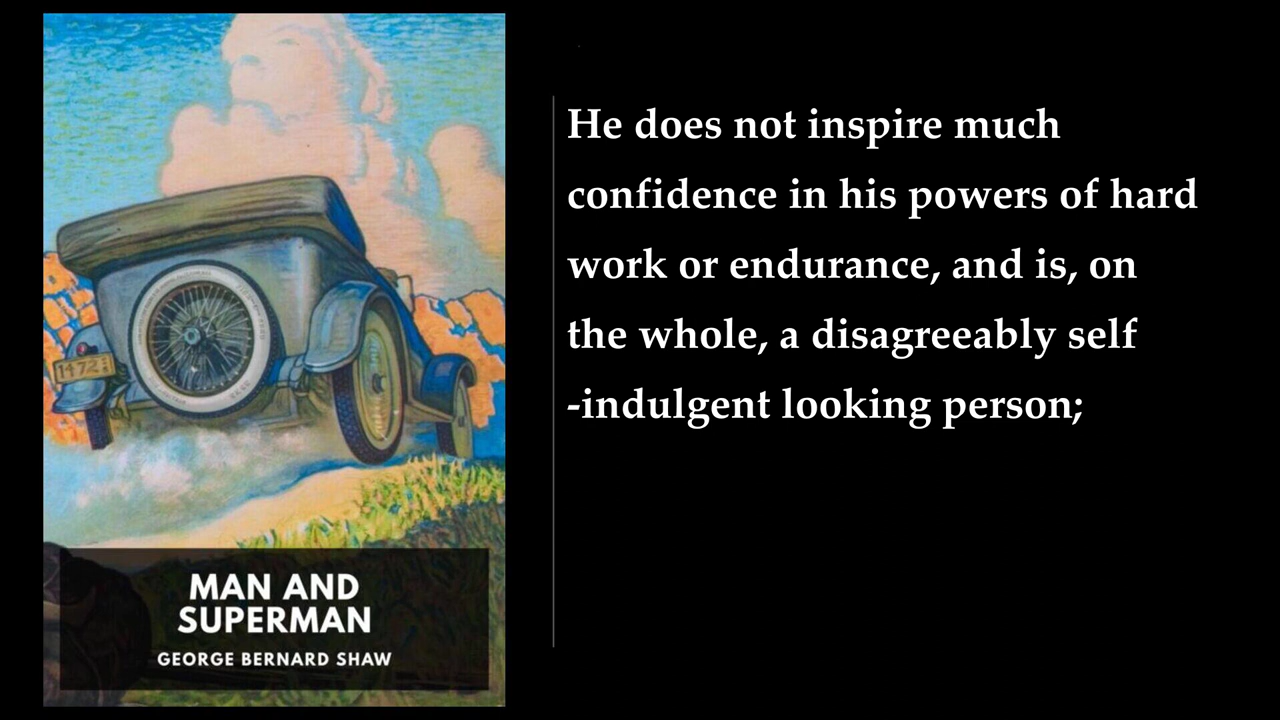 He does not inspire much
confidence in his powers of hard
work or endurance, and is, on
the whole, a disagreeably self
-indulgent looking person;
1472
MAN AND
SUPERMAN
GEORGE BERNARD SHAW